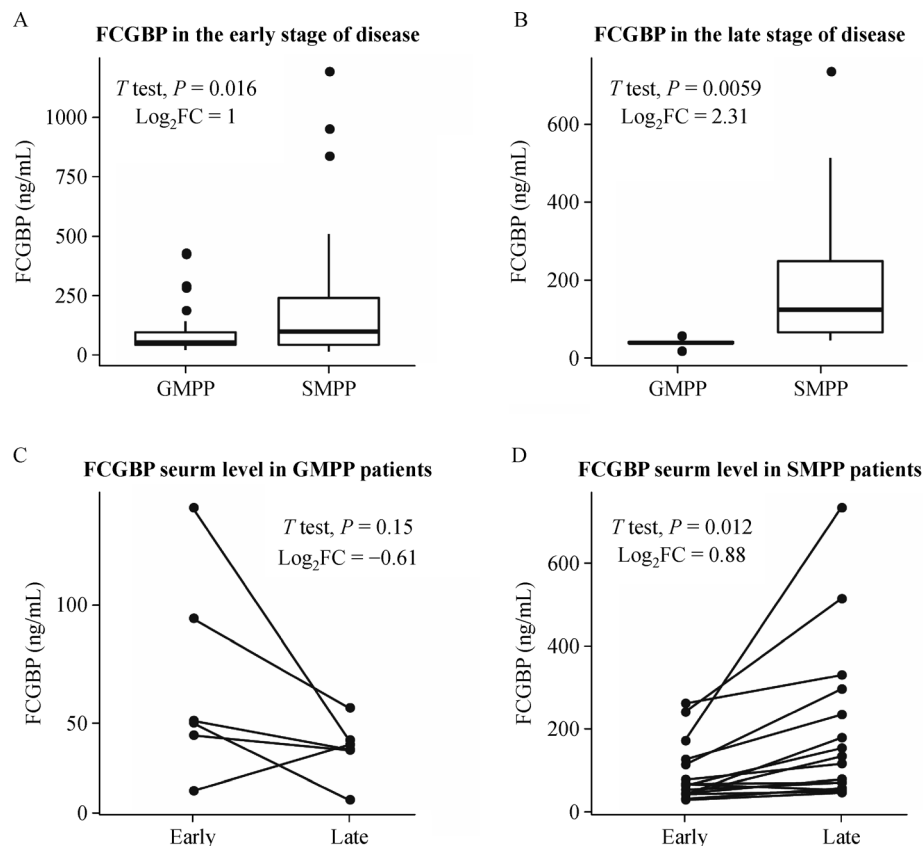 A
FCGBP in the early stage of disease
T test, P = 0.016
Log₂FC = 1
FCGBP (ng/mL)
1000
750
500
250
0
GMPP
SMPP
B
FCGBP in the late stage of disease
T test, P = 0.0059
Log₂FC = 2.31
FCGBP (ng/mL)
600
400
200
0
GMPP
SMPP
C
FCGBP seurm level in GMPP patients
T test, P = 0.15
Log₂FC = −0.61
FCGBP (ng/mL)
100
50
0
Early
Late
D
FCGBP seurm level in SMPP patients
T test, P = 0.012
Log₂FC = 0.88
FCGBP (ng/mL)
600
400
200
0
Early
Late